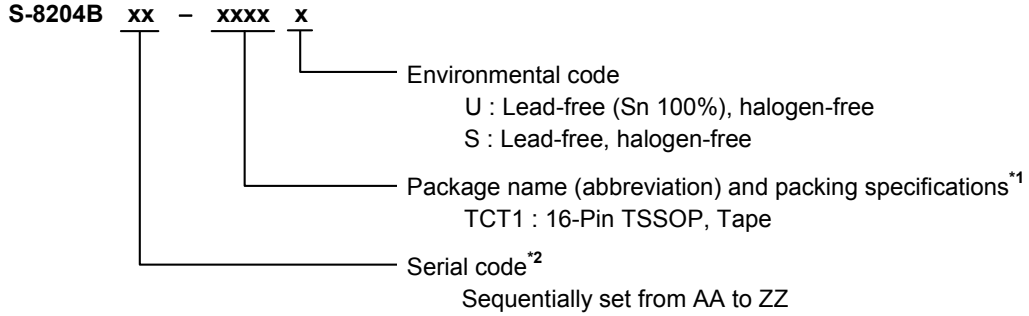 S-8204B xx – xxxx x
Environmental code
U : Lead-free (Sn 100%), halogen-free
S : Lead-free, halogen-free
Package name (abbreviation) and packing specifications*1
TCT1 : 16-Pin TSSOP, Tape
Serial code*2
Sequentially set from AA to ZZ